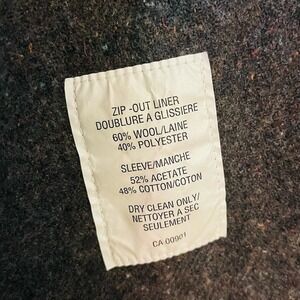 ZIP -OUT LINER
DOUBLURE A GLISSIERE
60% WOOL/LAINE
40% POLYESTER
SLEEVE/MANCHE
52% ACETATE
48% COTTON/COTON
DRY CLEAN ONLY/
NETTOYER A SEC
SEULEMENT
CA 00901